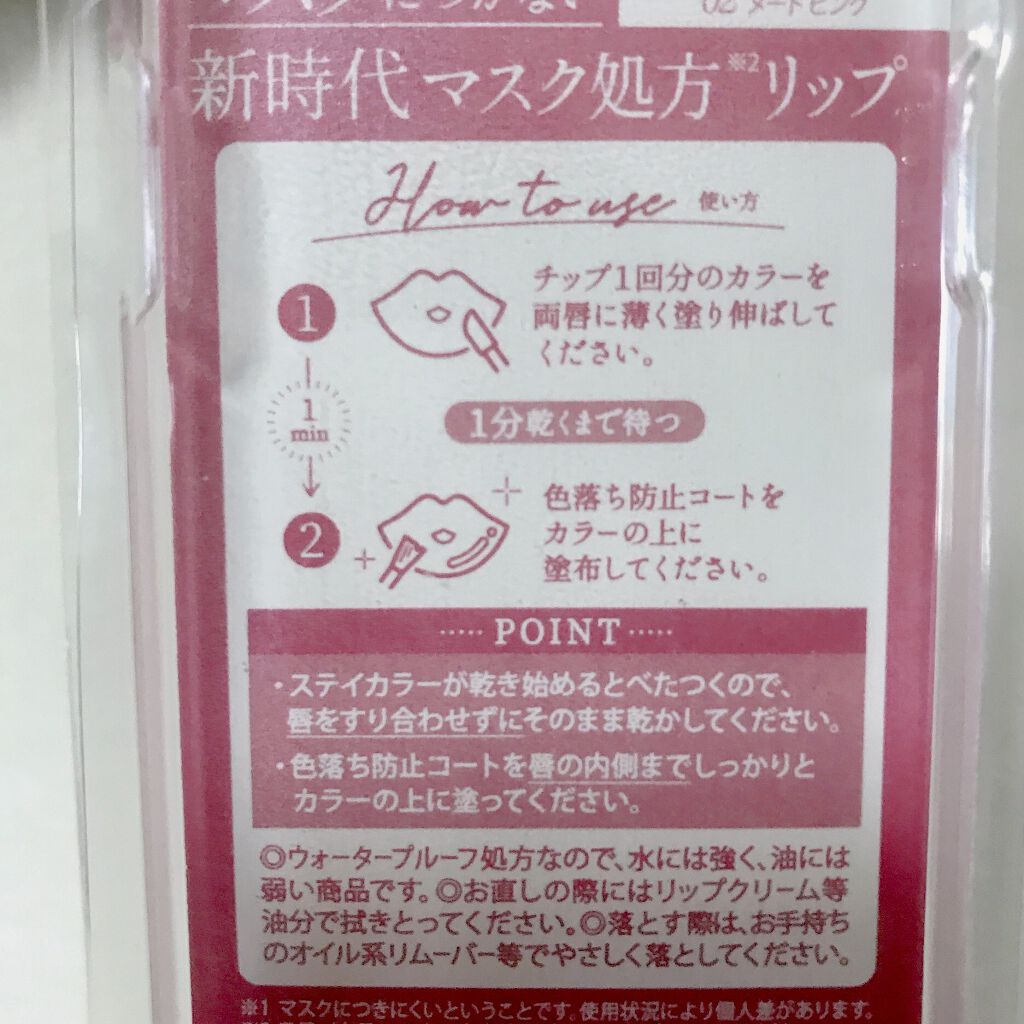 につかない
02 ヌードピンク
新時代マスク処方※2リップ
How to use 使い方
1
チップ1回分のカラーを
両唇に薄く塗り伸ばして
ください。
1
min
1分乾くまで待つ
2
色落ち防止コートを
カラーの上に
塗布してください。
‥‥‥POINT‥‥‥
・ステイカラーが乾き始めるとべたつくので、
唇をすり合わせずにそのまま乾かしてください。
・色落ち防止コートを唇の内側までしっかりと
カラーの上に塗ってください。
◎ウォータープルーフ処方なので、水には強く、油には
弱い商品です。◎お直しの際にはリップクリーム等
油分で拭きとってください。◎落とす際は、お手持ち
のオイル系リムーバー等でやさしく落としてください。
※1 マスクにつきにくいということです。使用状況により個人差があります。